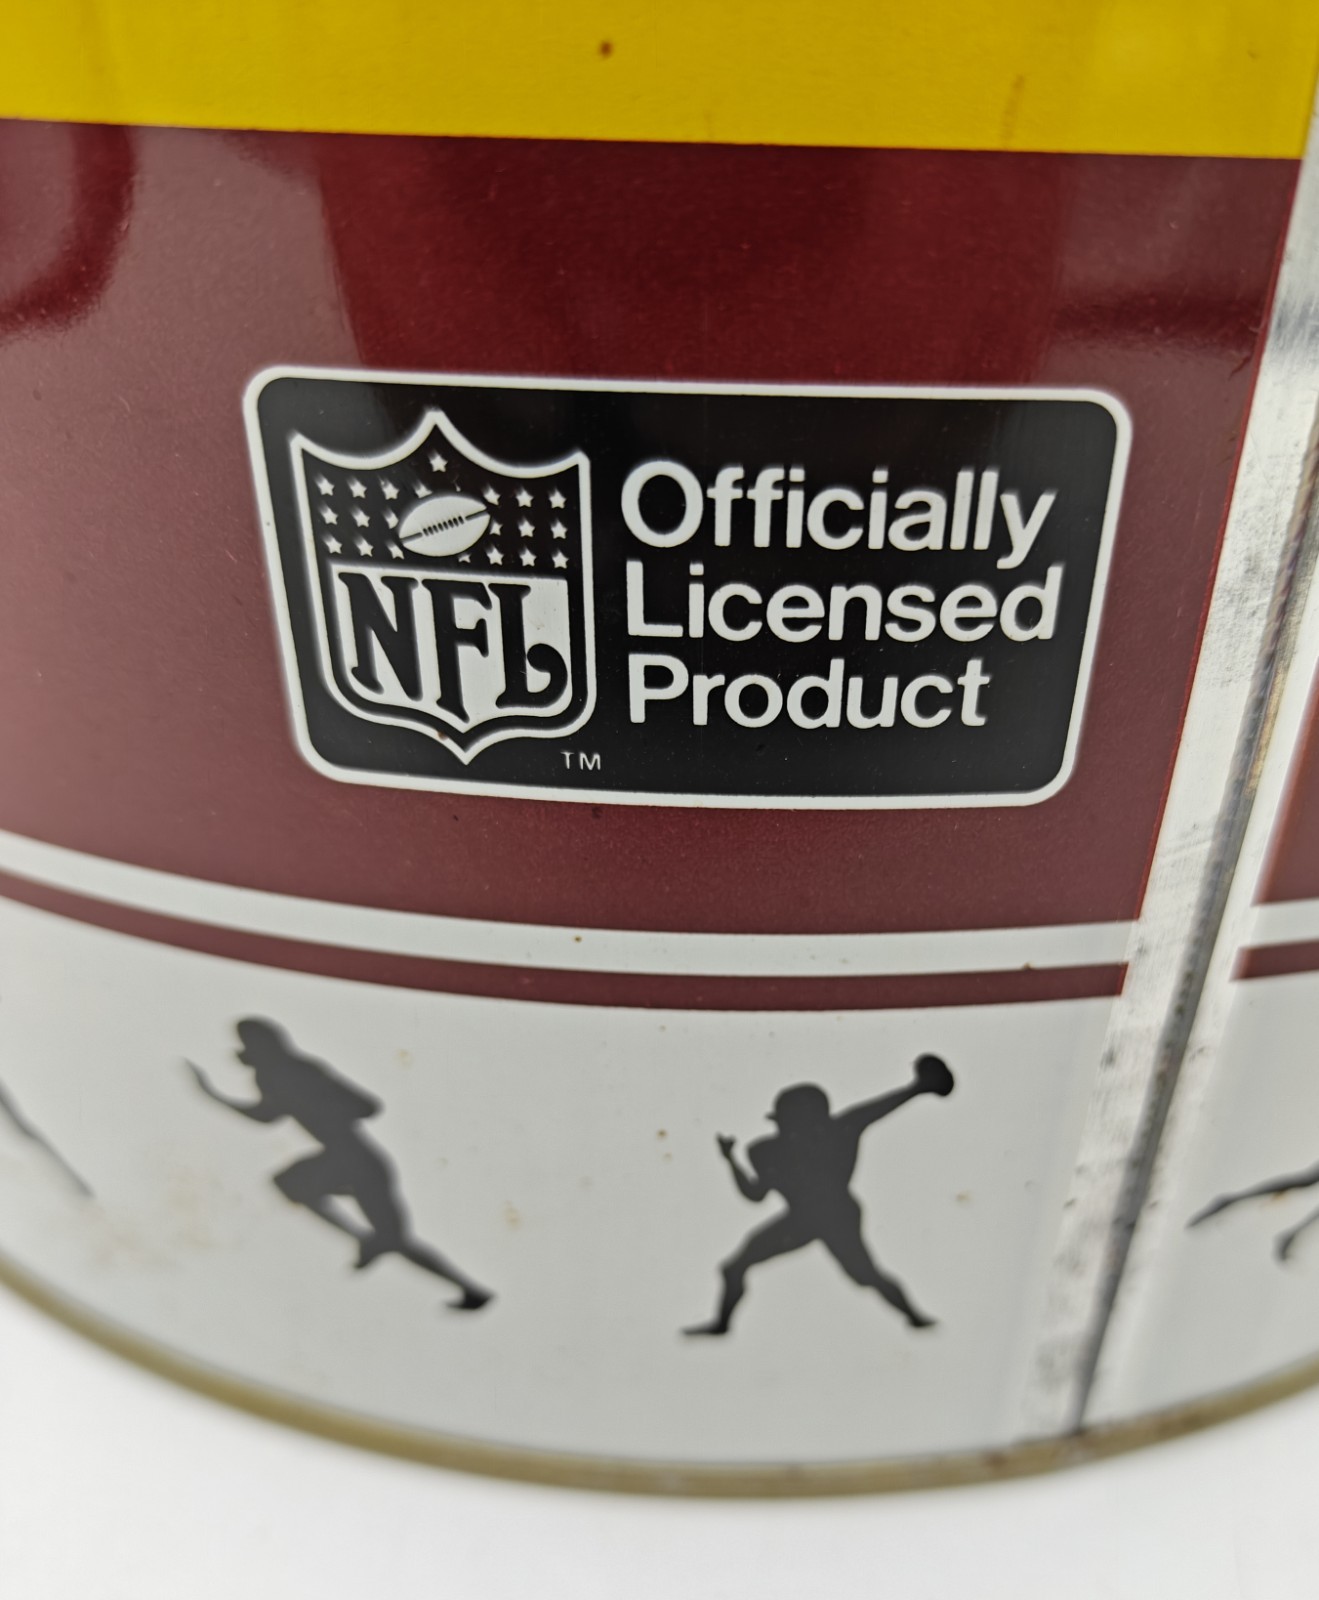 NFL
TM
Officially
Licensed
Product